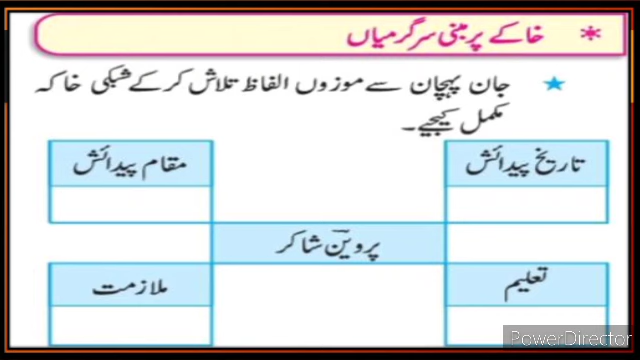 * خاکے پر مبنی سرگرمیاں
★ جان پہچان سے موزوں الفاظ تلاش کر کے شبکی خاکہ
مکمل کیجیے۔
تاریخ پیدائش
مقام پیدائش
پروینؔ شاکر
تعلیم
ملازمت
PowerDirector